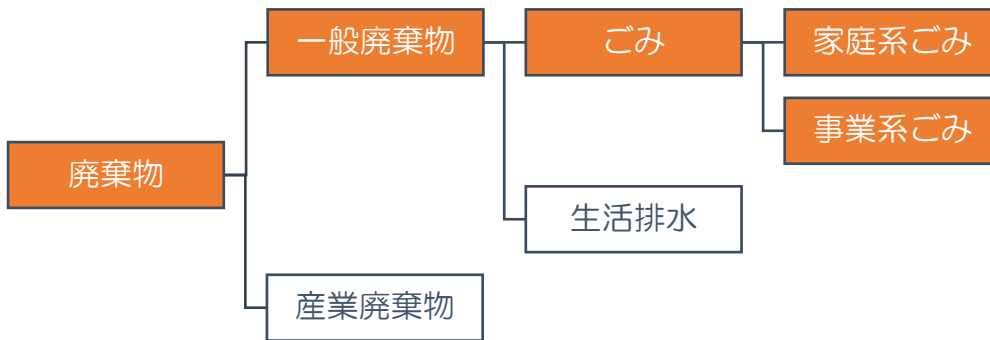 一般廃棄物
ごみ
家庭系ごみ
事業系ごみ
廃棄物
生活排水
産業廃棄物